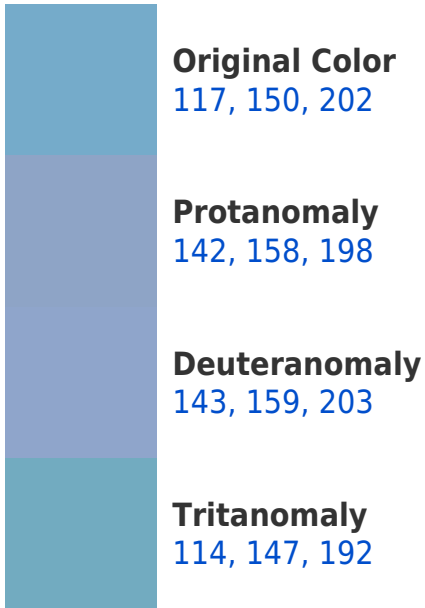 Original Color
117, 150, 202
Protanomaly
142, 158, 198
Deuteranomaly
143, 159, 203
Tritanomaly
114, 147, 192